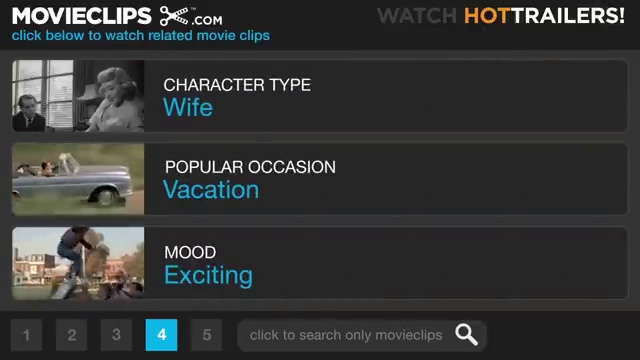 MOVIECLIPS .COM™
WATCH HOTTRAILERS!
click below to watch related movie clips
CHARACTER TYPE
Wife
POPULAR OCCASION
Vacation
MOOD
Exciting
1 2 3 4 5
click to search only movieclips